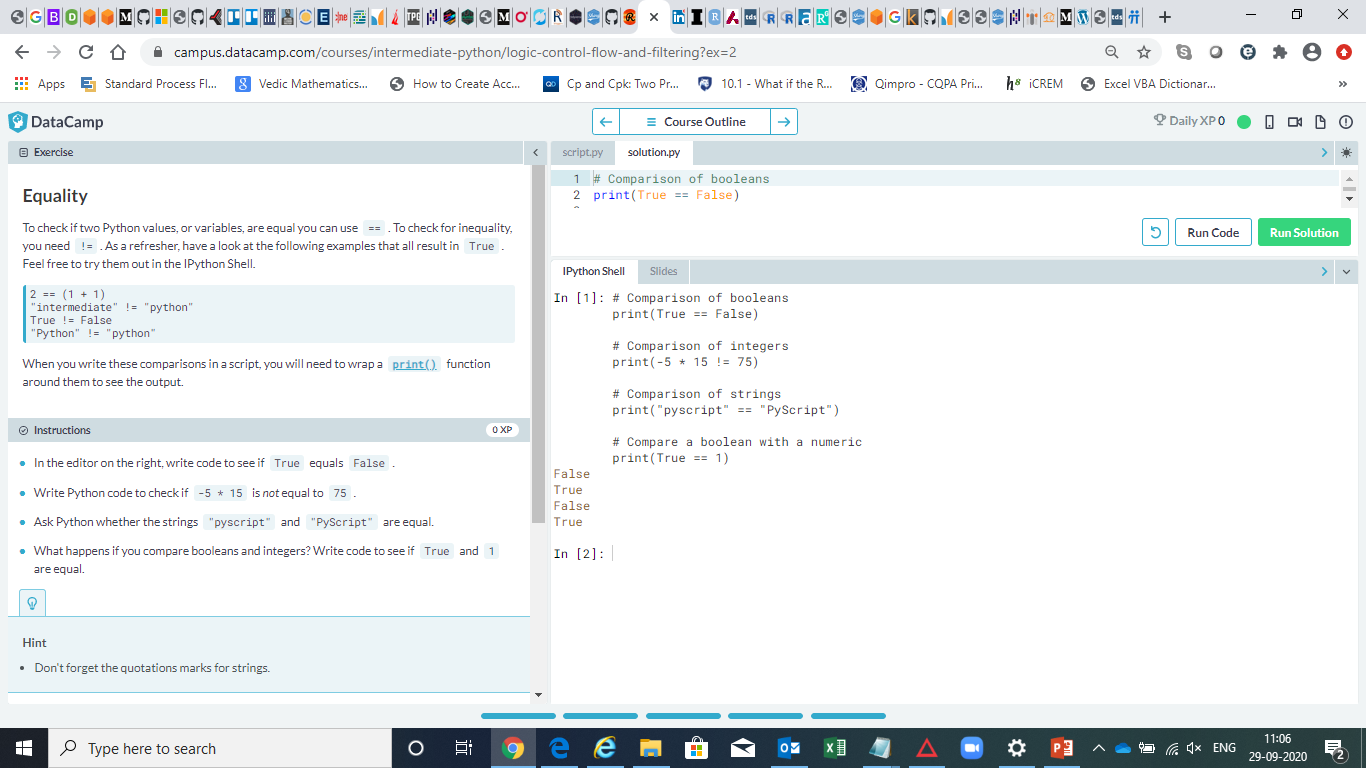 campus.datacamp.com/courses/intermediate-python/logic-control-flow-and-filtering?ex=2
Apps
Standard Process Fl...
Vedic Mathematics...
How to Create Acc...
Cp and Cpk: Two Pr...
10.1 - What if the R...
Qimpro - CQPA Pri...
iCREM
Excel VBA Dictionar...
»
DataCamp
Course Outline
Daily XP 0
Exercise
Equality
To check if two Python values, or variables, are equal you can use == . To check for inequality,
you need != . As a refresher, have a look at the following examples that all result in True .
Feel free to try them out in the IPython Shell.
2 == (1 + 1)
"intermediate" != "python"
True != False
"Python" != "python"
When you write these comparisons in a script, you will need to wrap a print() function
around them to see the output.
Instructions
0 XP
In the editor on the right, write code to see if True equals False .
Write Python code to check if -5 * 15 is not equal to 75 .
Ask Python whether the strings "pyscript" and "PyScript" are equal.
What happens if you compare booleans and integers? Write code to see if True and 1
are equal.
Hint
Don't forget the quotations marks for strings.
script.py
solution.py
1 # Comparison of booleans
2 print(True == False)
Run Code
Run Solution
IPython Shell
Slides
In [1]: # Comparison of booleans
print(True == False)
# Comparison of integers
print(-5 * 15 != 75)
# Comparison of strings
print("pyscript" == "PyScript")
# Compare a boolean with a numeric
print(True == 1)
False
True
False
True
In [2]:
Type here to search
ENG
11:06
29-09-2020
2